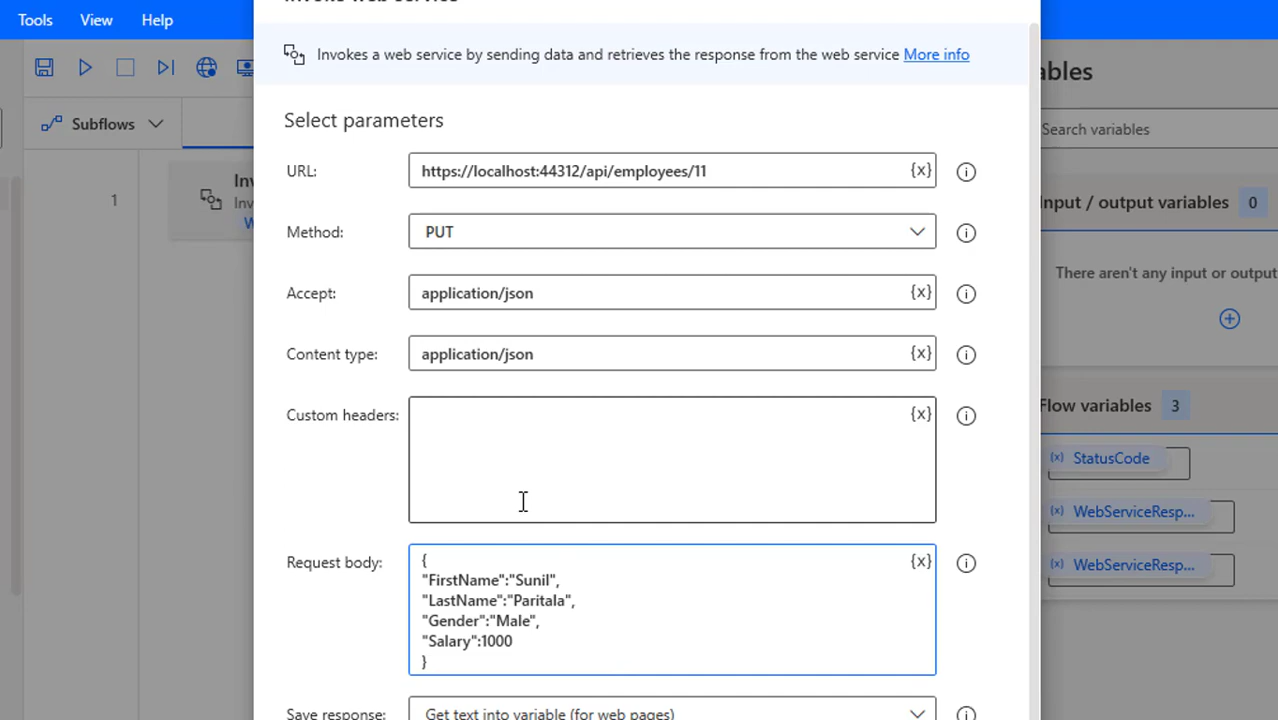 Tools View Help
Invokes a web service by sending data and retrieves the response from the web service More info
Select parameters
Subflows
URL: https://localhost:44312/api/employees/11 {x}
Method: PUT
Accept: application/json {x}
Content type: application/json {x}
Custom headers: {x}
Request body: {x}
{
"FirstName":"Sunil",
"LastName":"Paritala",
"Gender":"Male",
"Salary":1000
}
Save response: Get text into variable (for web pages)
1
Search variables
Input / output variables 0
There aren't any input or output
Flow variables 3
{x} StatusCode
{x} WebServiceResp...
{x} WebServiceResp...